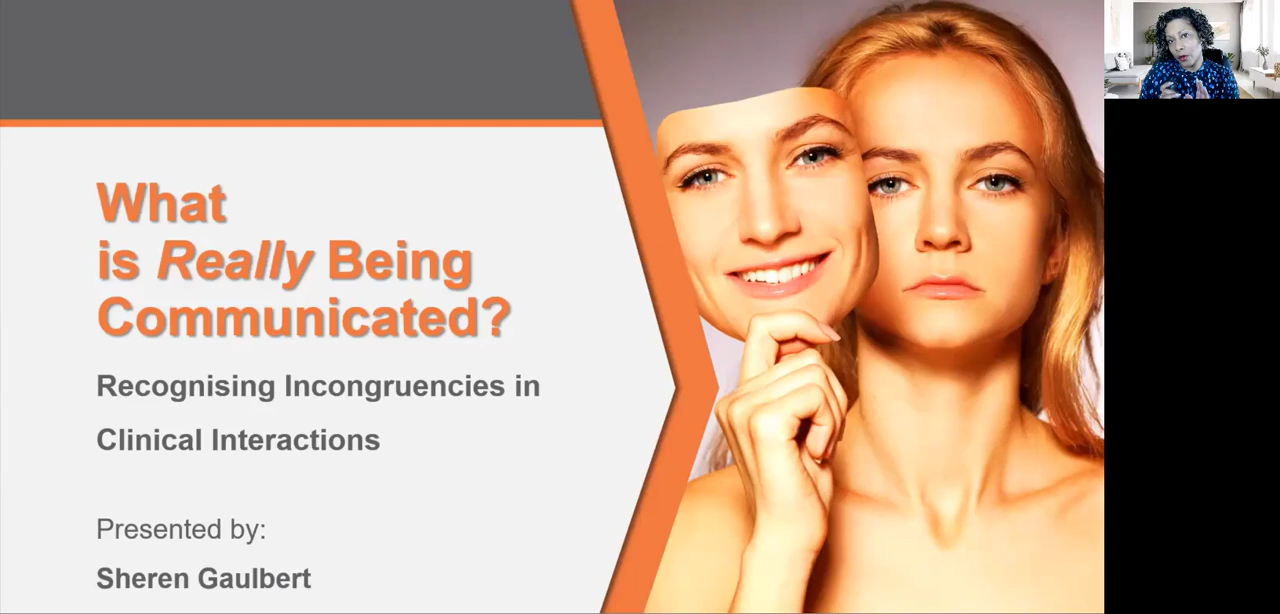 What
is Really Being
Communicated?
Recognising Incongruencies in
Clinical Interactions
Presented by:
Sheren Gaulbert